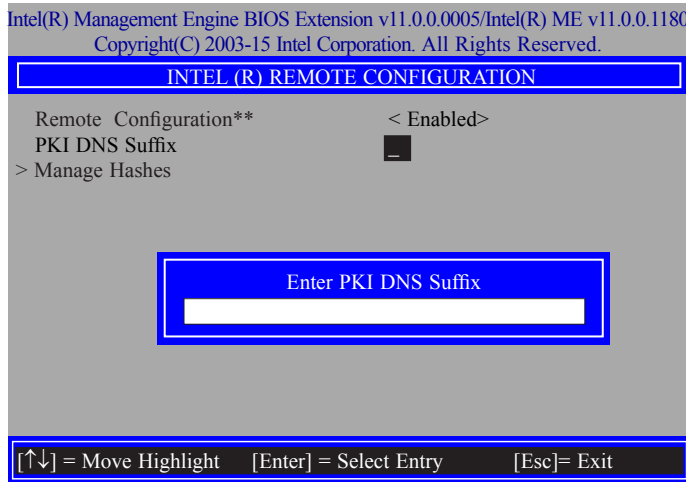 Intel(R) Management Engine BIOS Extension v11.0.0.0005/Intel(R) ME v11.0.0.1180
Copyright(C) 2003-15 Intel Corporation. All Rights Reserved.
INTEL (R) REMOTE CONFIGURATION
Remote Configuration** < Enabled>
PKI DNS Suffix _
> Manage Hashes
Enter PKI DNS Suffix
[↑↓] = Move Highlight [Enter] = Select Entry [Esc]= Exit